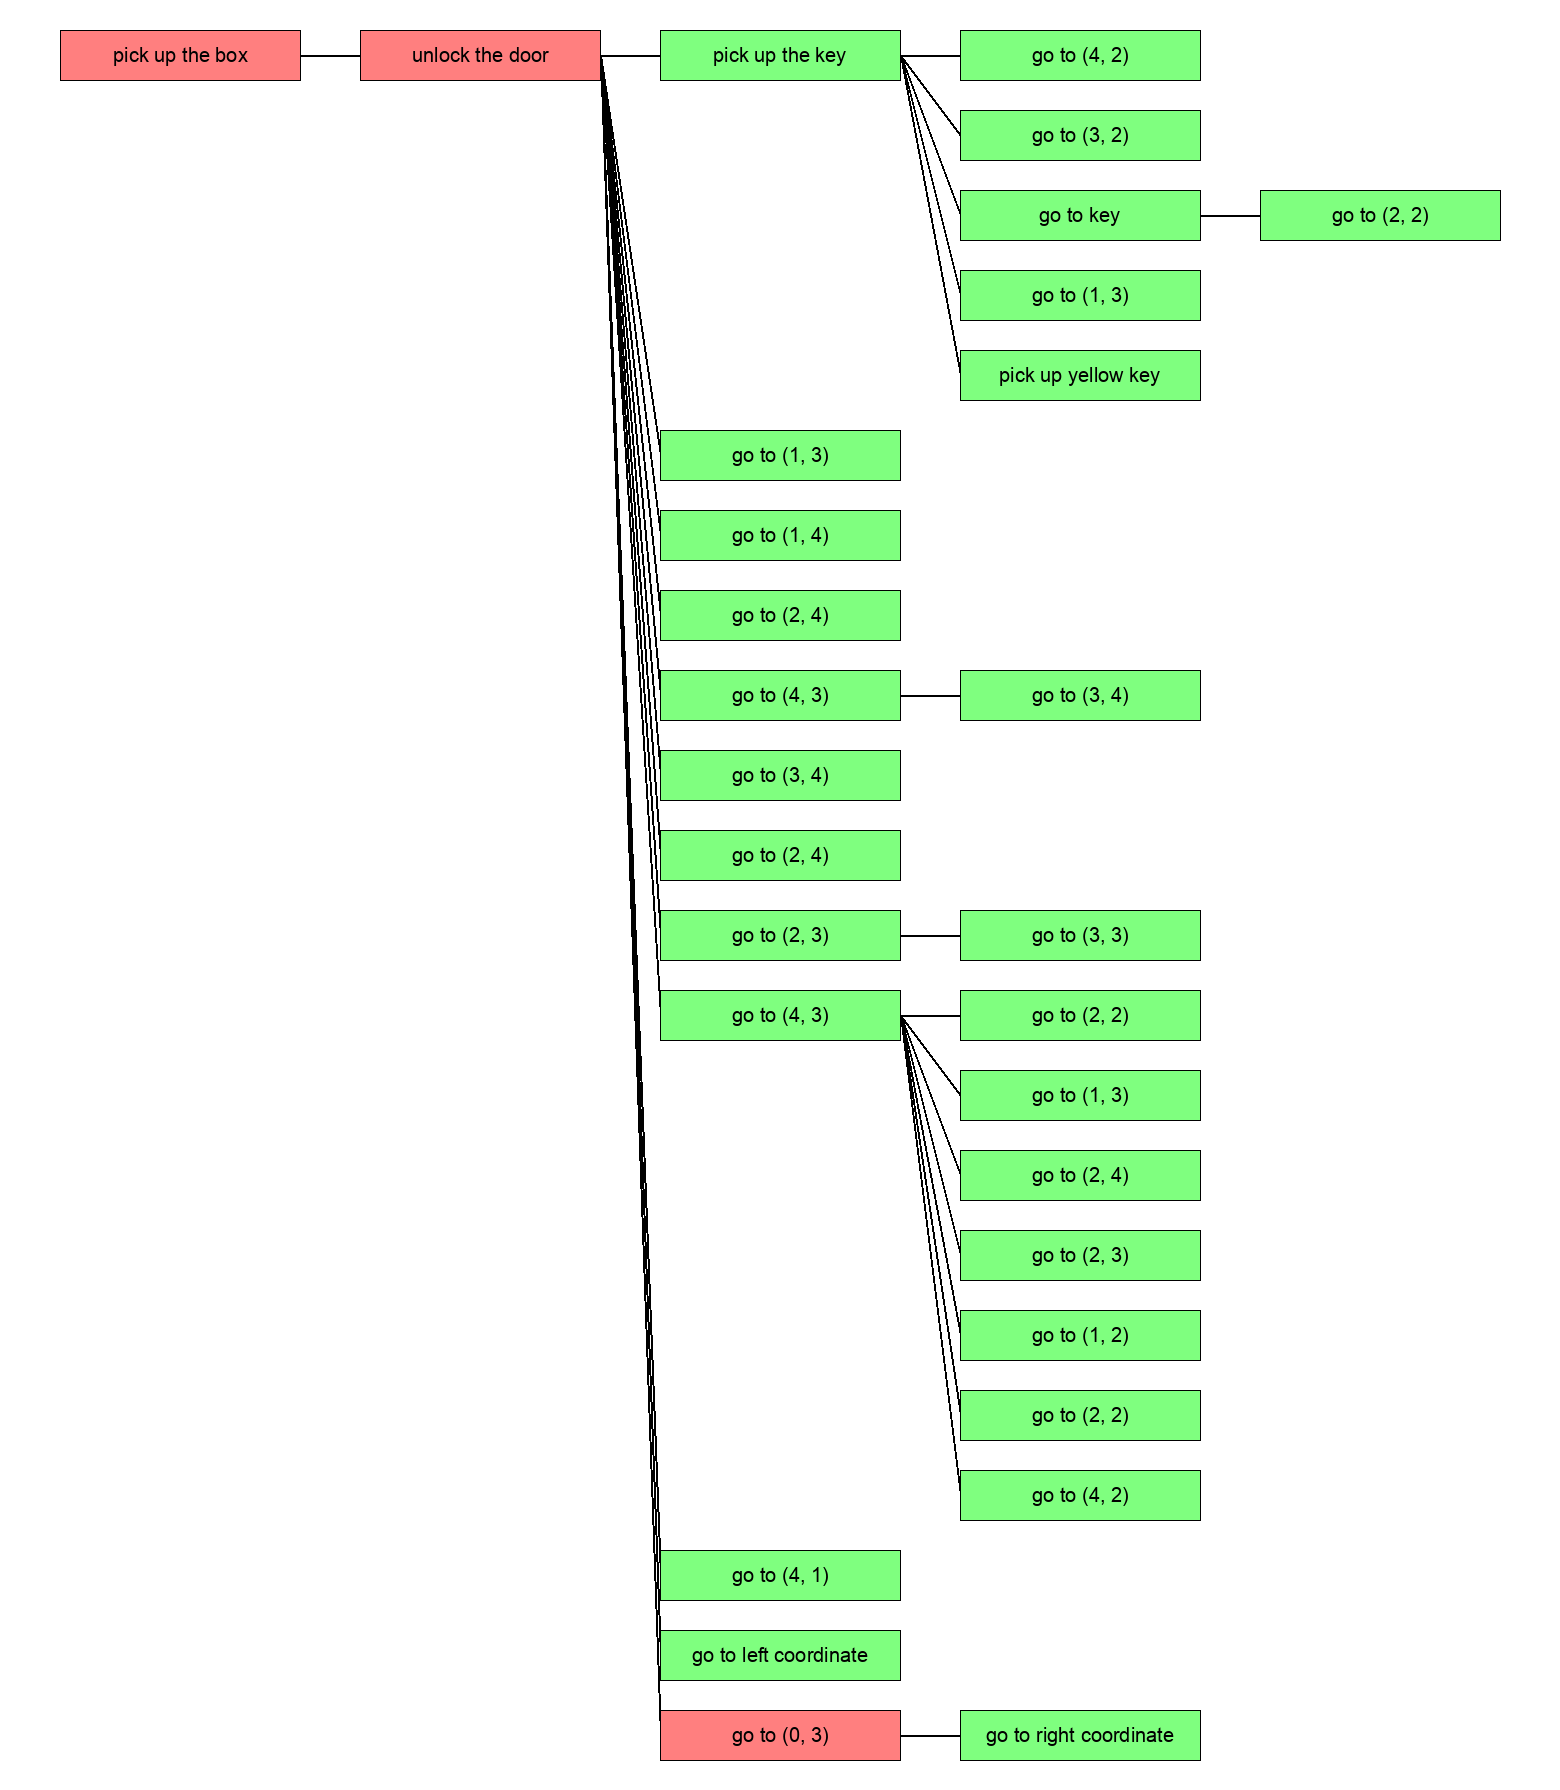 pick up the box
unlock the door
pick up the key
go to (4, 2)
go to (3, 2)
go to key
go to (2, 2)
go to (1, 3)
pick up yellow key
go to (1, 3)
go to (1, 4)
go to (2, 4)
go to (4, 3)
go to (3, 4)
go to (3, 4)
go to (2, 4)
go to (2, 3)
go to (3, 3)
go to (4, 3)
go to (2, 2)
go to (1, 3)
go to (2, 4)
go to (2, 3)
go to (1, 2)
go to (2, 2)
go to (4, 2)
go to (4, 1)
go to left coordinate
go to (0, 3)
go to right coordinate